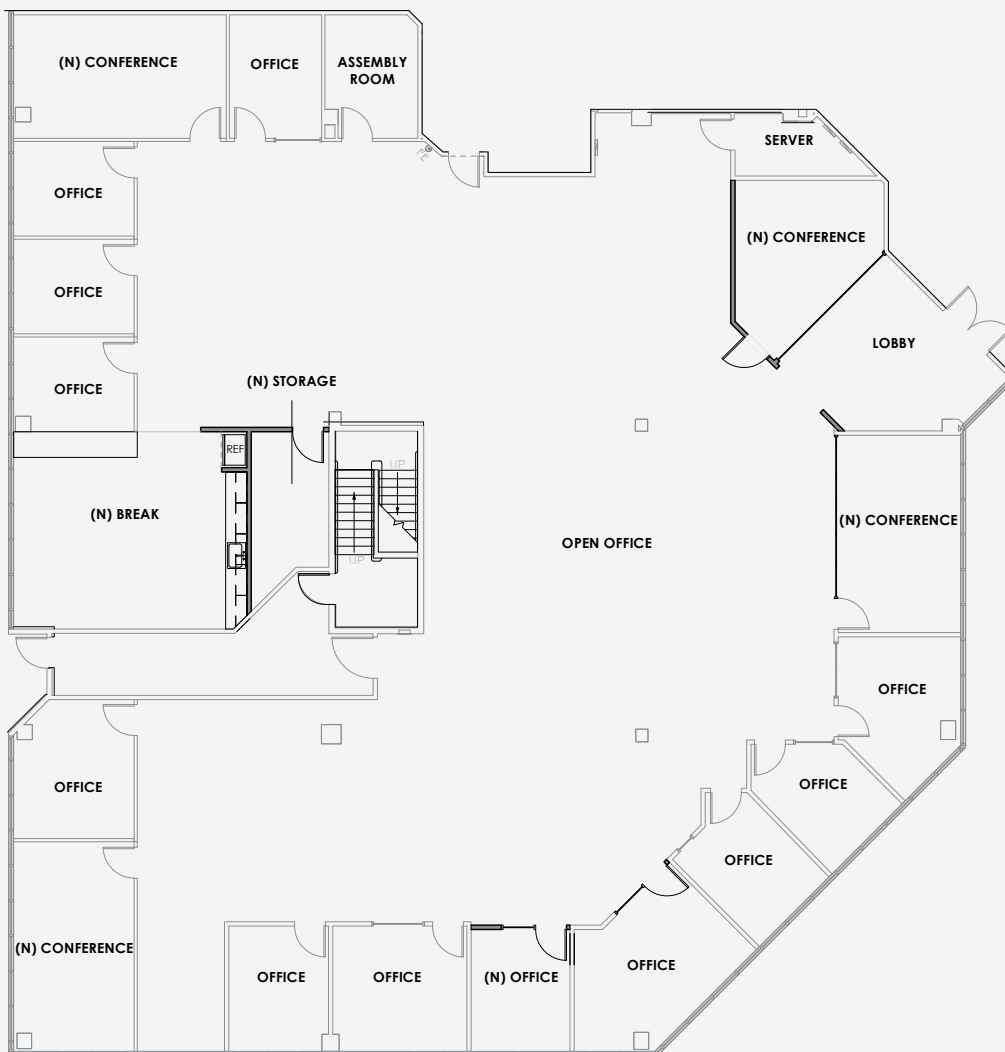 (N) CONFERENCE
OFFICE
ASSEMBLY
ROOM
FE
SERVER
OFFICE
(N) CONFERENCE
OFFICE
LOBBY
OFFICE
(N) STORAGE
REF
UP
(N) BREAK
(N) CONFERENCE
OPEN OFFICE
UP
OFFICE
OFFICE
OFFICE
OFFICE
(N) CONFERENCE
OFFICE
OFFICE
(N) OFFICE
OFFICE